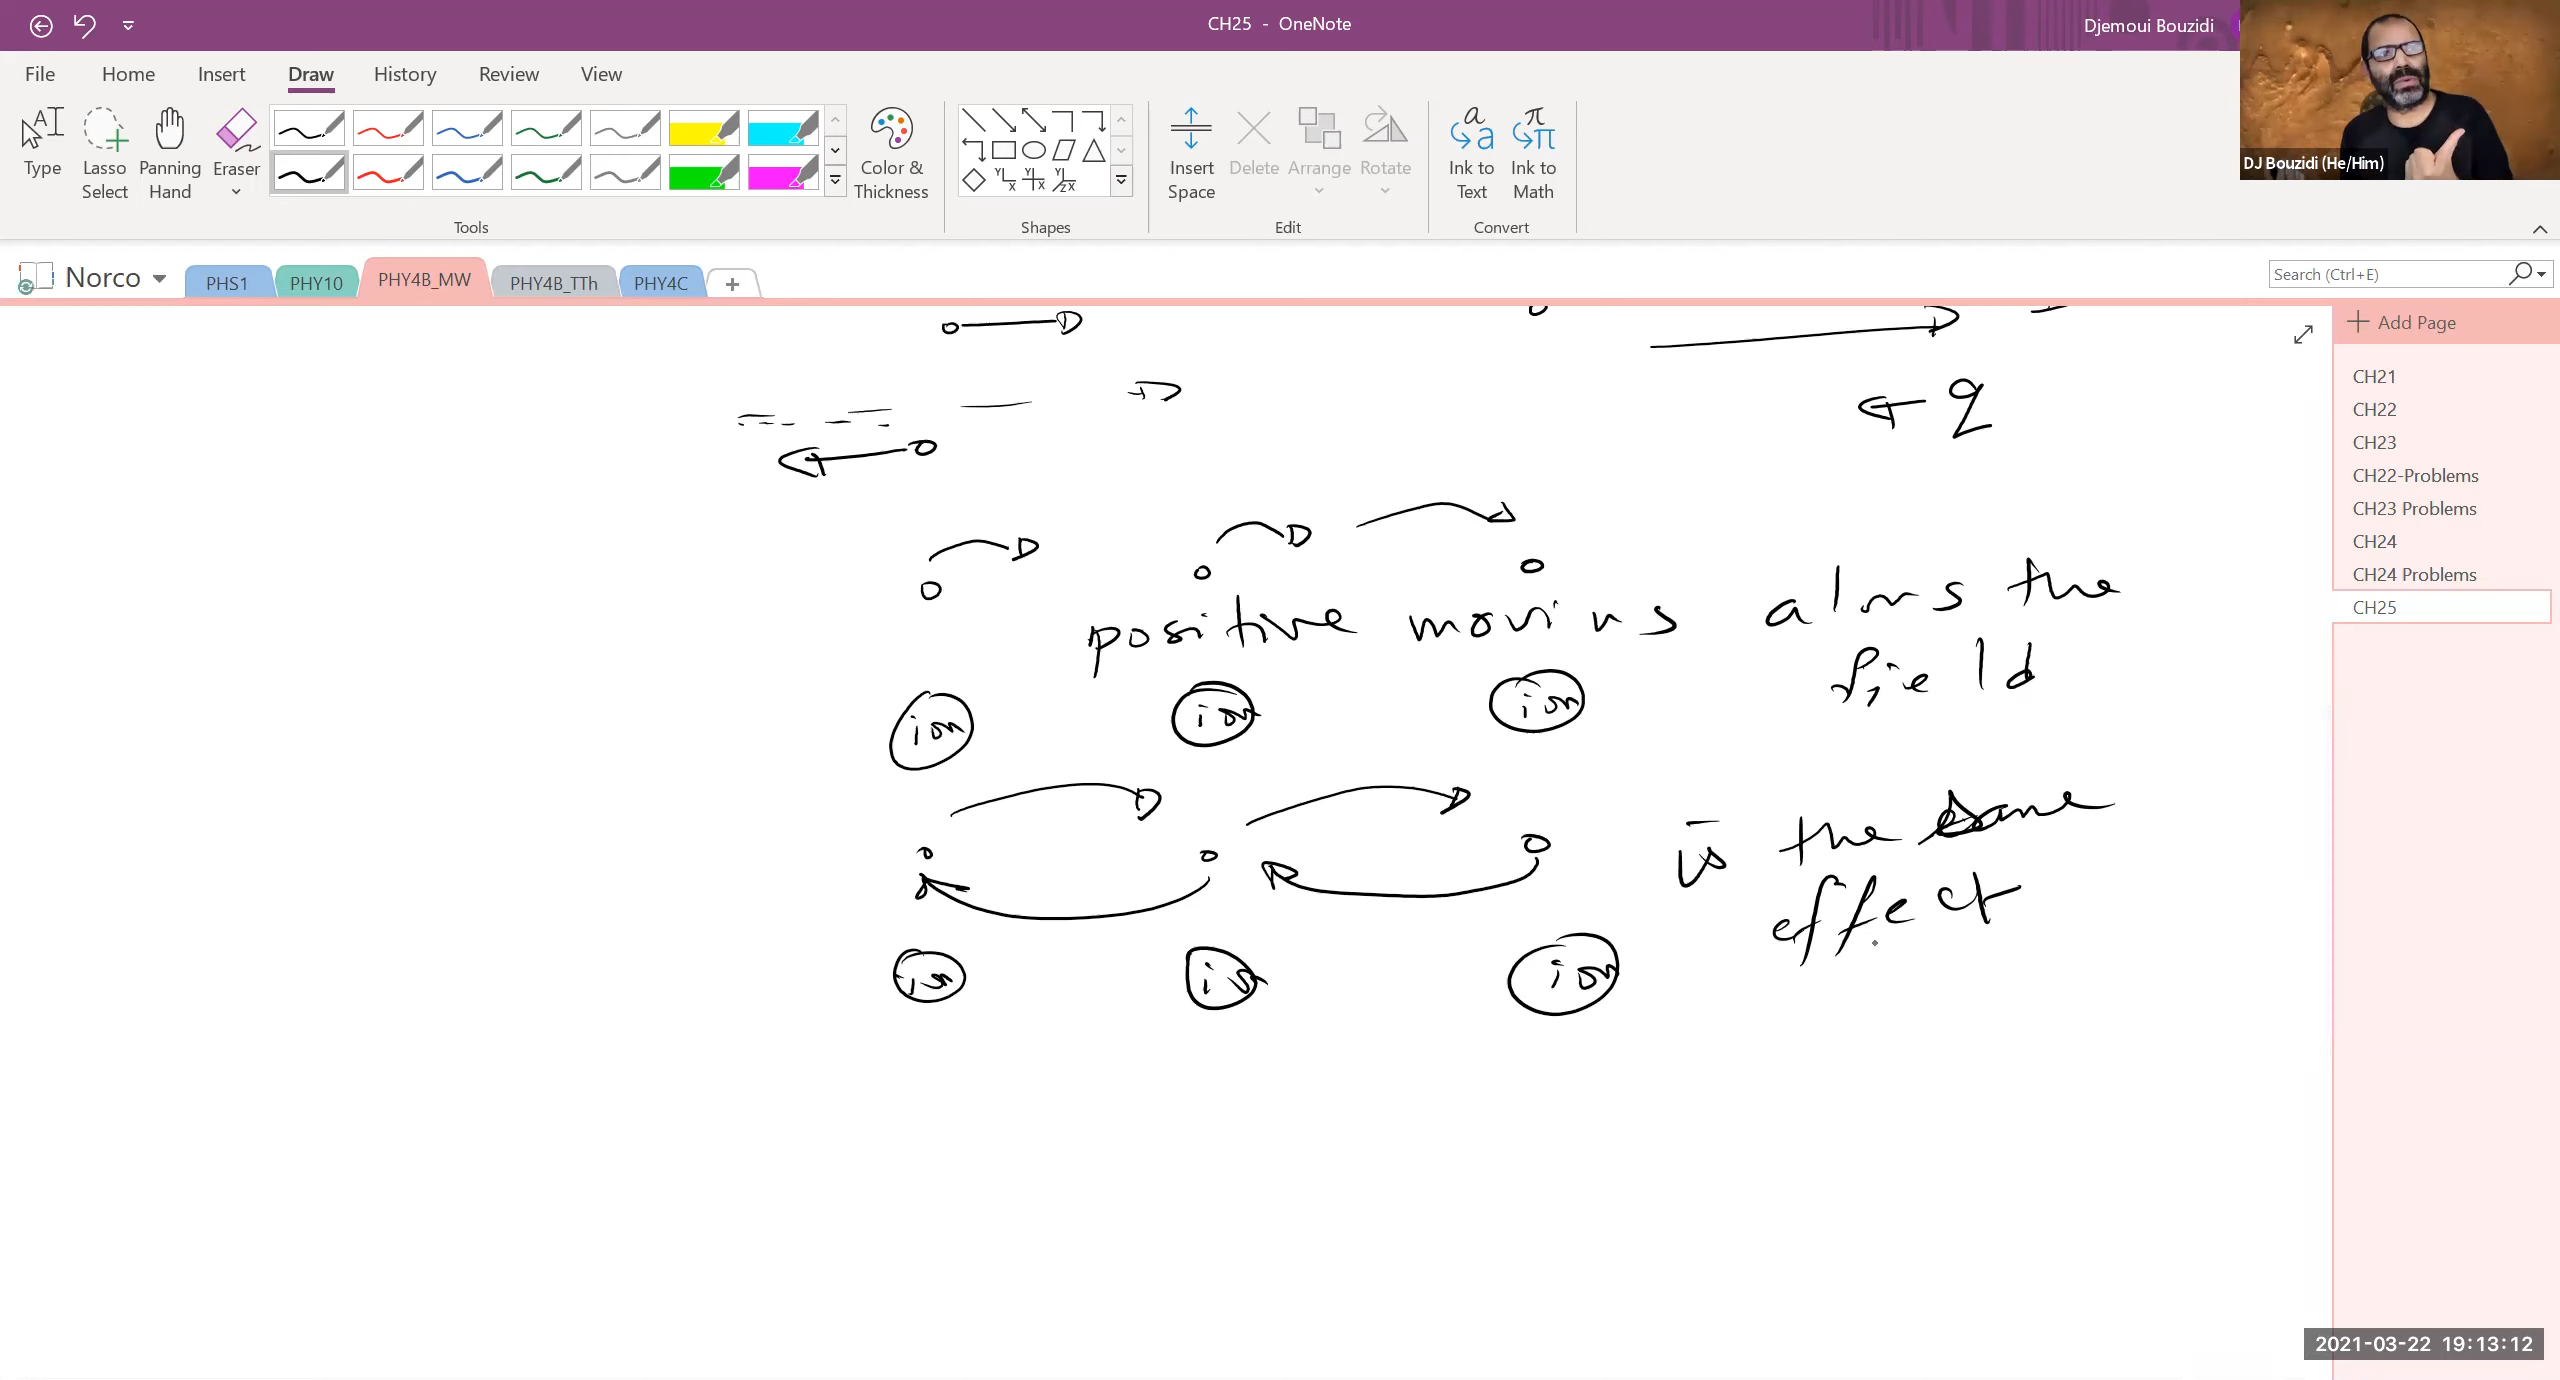 CH25 - OneNote
Djemoui Bouzidi
File Home Insert Draw History Review View
Type
Lasso Select
Panning Hand
Eraser
Color & Thickness
Insert Space
Delete
Arrange
Rotate
Ink to Text
Ink to Math
Tools
Shapes
Edit
Convert
DJ Bouzidi (He/Him)
Norco
PHS1
PHY10
PHY4B_MW
PHY4B_TTh
PHY4C
Search (Ctrl+E)
Add Page
CH21
CH22
CH23
CH22-Problems
CH23 Problems
CH24
CH24 Problems
CH25
q
positive moving along the
field
ion ion ion
is the same
effect
ion ion ion
2021-03-22 19:13:12